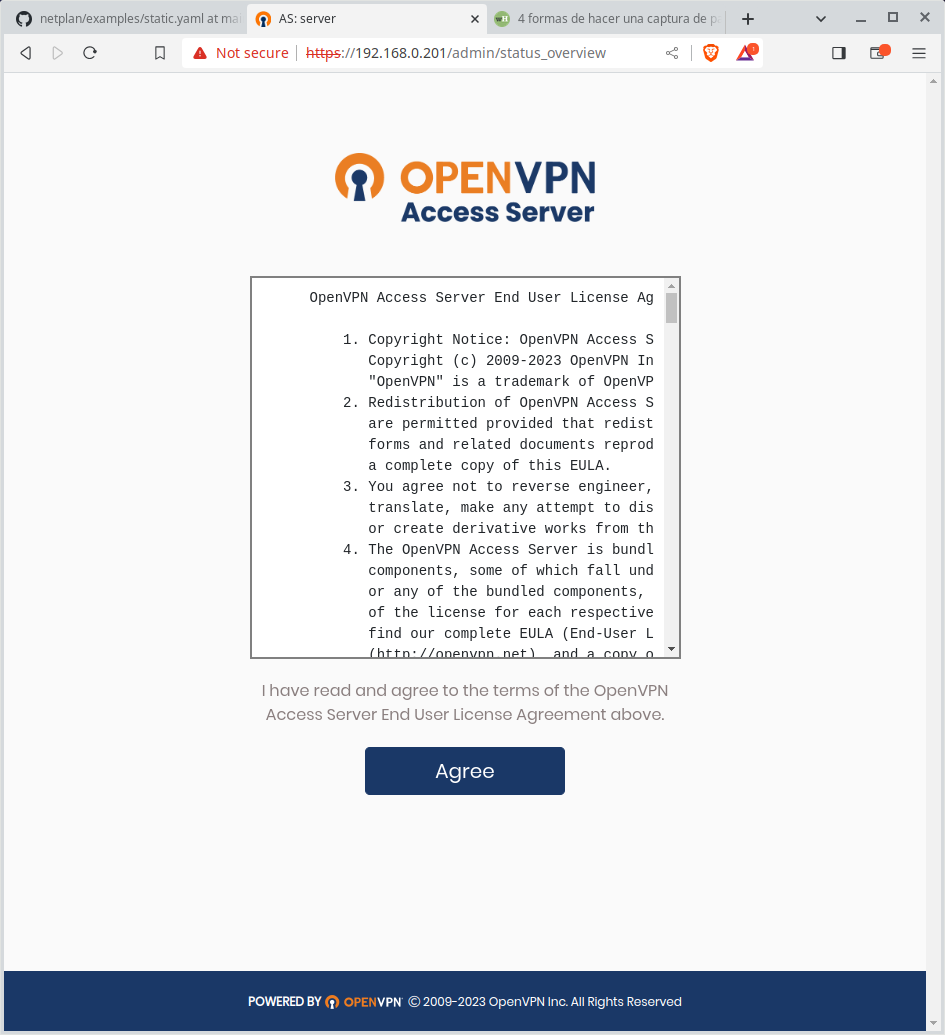 netplan/examples/static.yaml at mai
AS: server
4 formas de hacer una captura de pa
Not secure https://192.168.0.201/admin/status_overview
OPENVPN
Access Server
OpenVPN Access Server End User License Ag
1. Copyright Notice: OpenVPN Access S
Copyright (c) 2009-2023 OpenVPN In
"OpenVPN" is a trademark of OpenVP
2. Redistribution of OpenVPN Access S
are permitted provided that redist
forms and related documents reprod
a complete copy of this EULA.
3. You agree not to reverse engineer,
translate, make any attempt to dis
or create derivative works from th
4. The OpenVPN Access Server is bundl
components, some of which fall und
or any of the bundled components,
of the license for each respective
find our complete EULA (End-User L
(http://openvpn.net), and a copy o
I have read and agree to the terms of the OpenVPN
Access Server End User License Agreement above.
Agree
POWERED BY OPENVPN © 2009-2023 OpenVPN Inc. All Rights Reserved